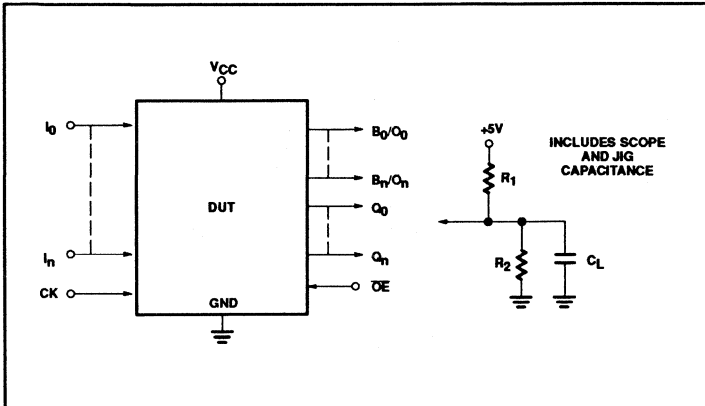 VCC
I0
In
CK
DUT
GND
B0/O0
Bn/On
Q0
Qn
OE
+5V
R1
R2
CL
INCLUDES SCOPE
AND JIG
CAPACITANCE